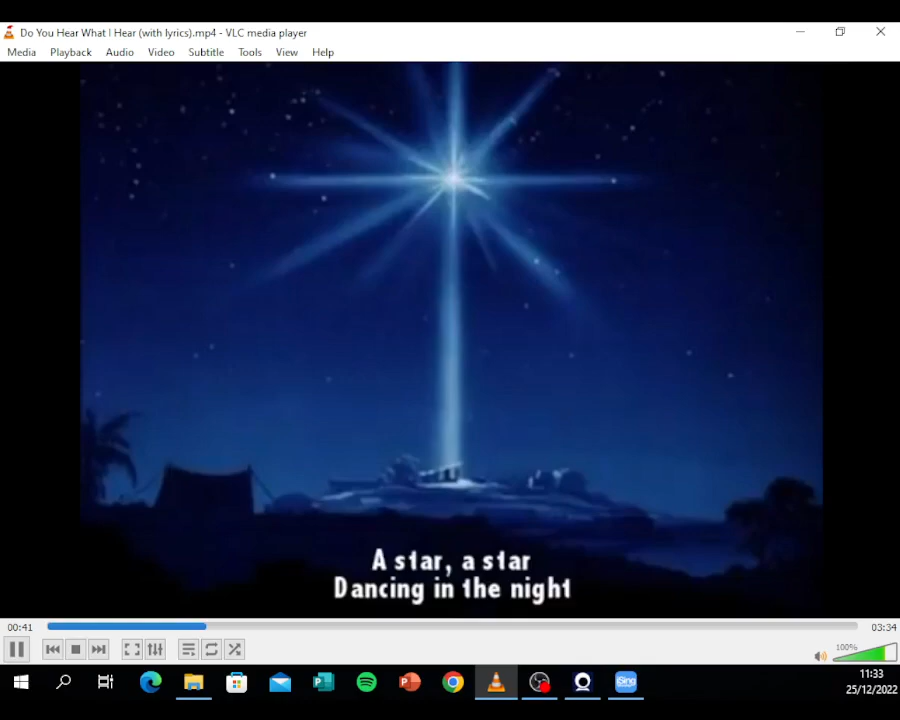 Do You Hear What I Hear (with lyrics).mp4 - VLC media player
Media Playback Audio Video Subtitle Tools View Help
A star, a star
Dancing in the night
00:41 03:34
100%
11:33
25/12/2022